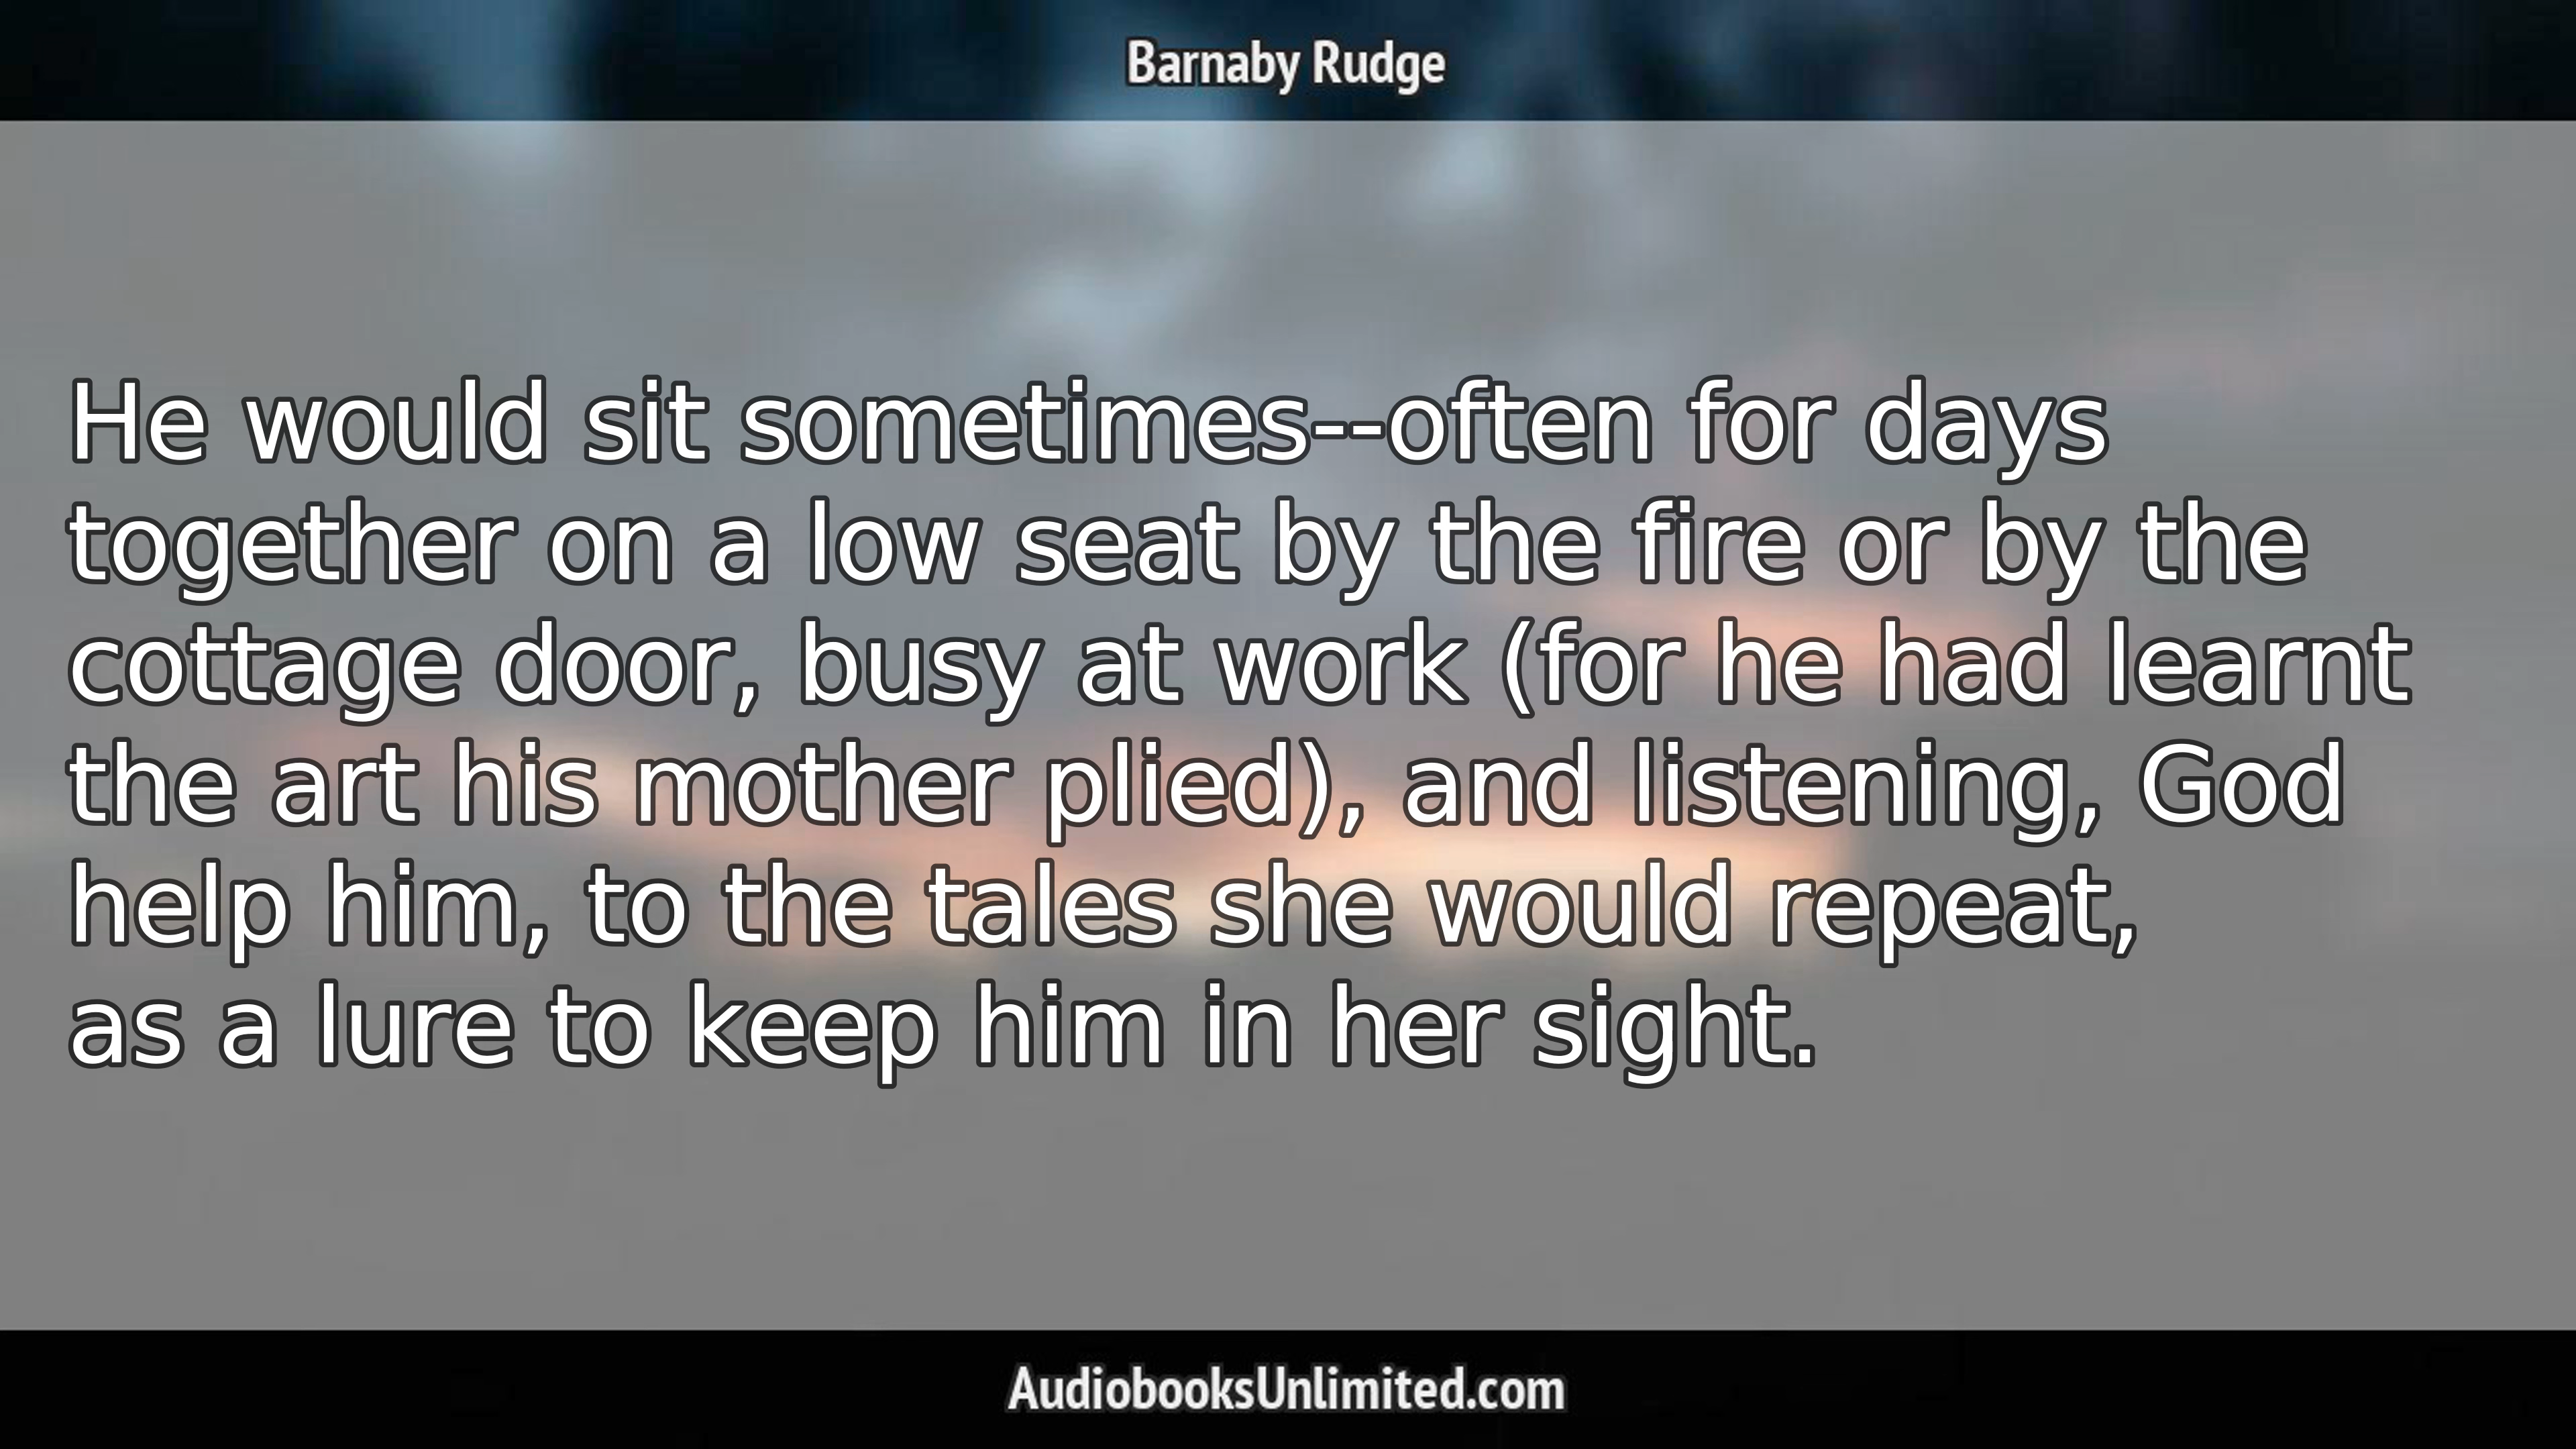 Barnaby Rudge
He would sit sometimes--often for days
together on a low seat by the fire or by the
cottage door, busy at work (for he had learnt
the art his mother plied), and listening, God
help him, to the tales she would repeat,
as a lure to keep him in her sight.
AudiobooksUnlimited.com